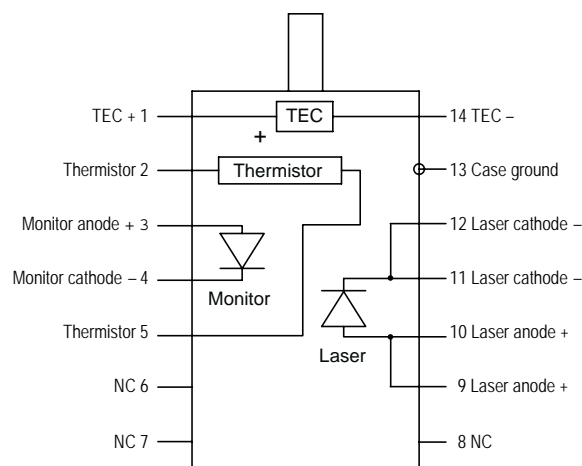 TEC + 1
TEC
14 TEC –
+
Thermistor 2
Thermistor
13 Case ground
Monitor anode + 3
12 Laser cathode –
Monitor cathode – 4
11 Laser cathode –
Monitor
Thermistor 5
10 Laser anode +
Laser
NC 6
9 Laser anode +
NC 7
8 NC